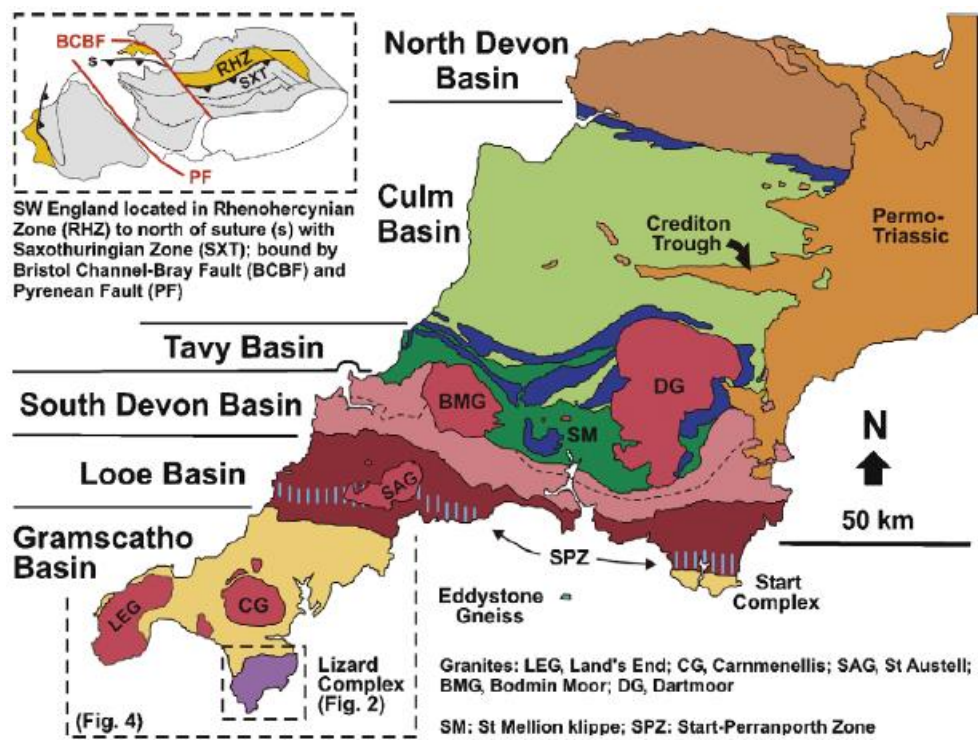 BCBF
S
RHZ
SXT
PF
SW England located in Rhenohercynian
Zone (RHZ) to north of suture (s) with
Saxothuringian Zone (SXT); bound by
Bristol Channel-Bray Fault (BCBF) and
Pyrenean Fault (PF)
North Devon
Basin
Culm
Basin
Crediton
Trough
Permo-
Triassic
Tavy Basin
South Devon Basin
BMG
DG
SM
N
Looe Basin
SAG
50 km
Gramscatho
Basin
SPZ
LEG
CG
Eddystone
Gneiss
Start
Complex
Lizard
Complex
(Fig. 2)
(Fig. 4)
Granites: LEG, Land's End; CG, Carnmenellis; SAG, St Austell;
BMG, Bodmin Moor; DG, Dartmoor
SM: St Mellion klippe; SPZ: Start-Perranporth Zone